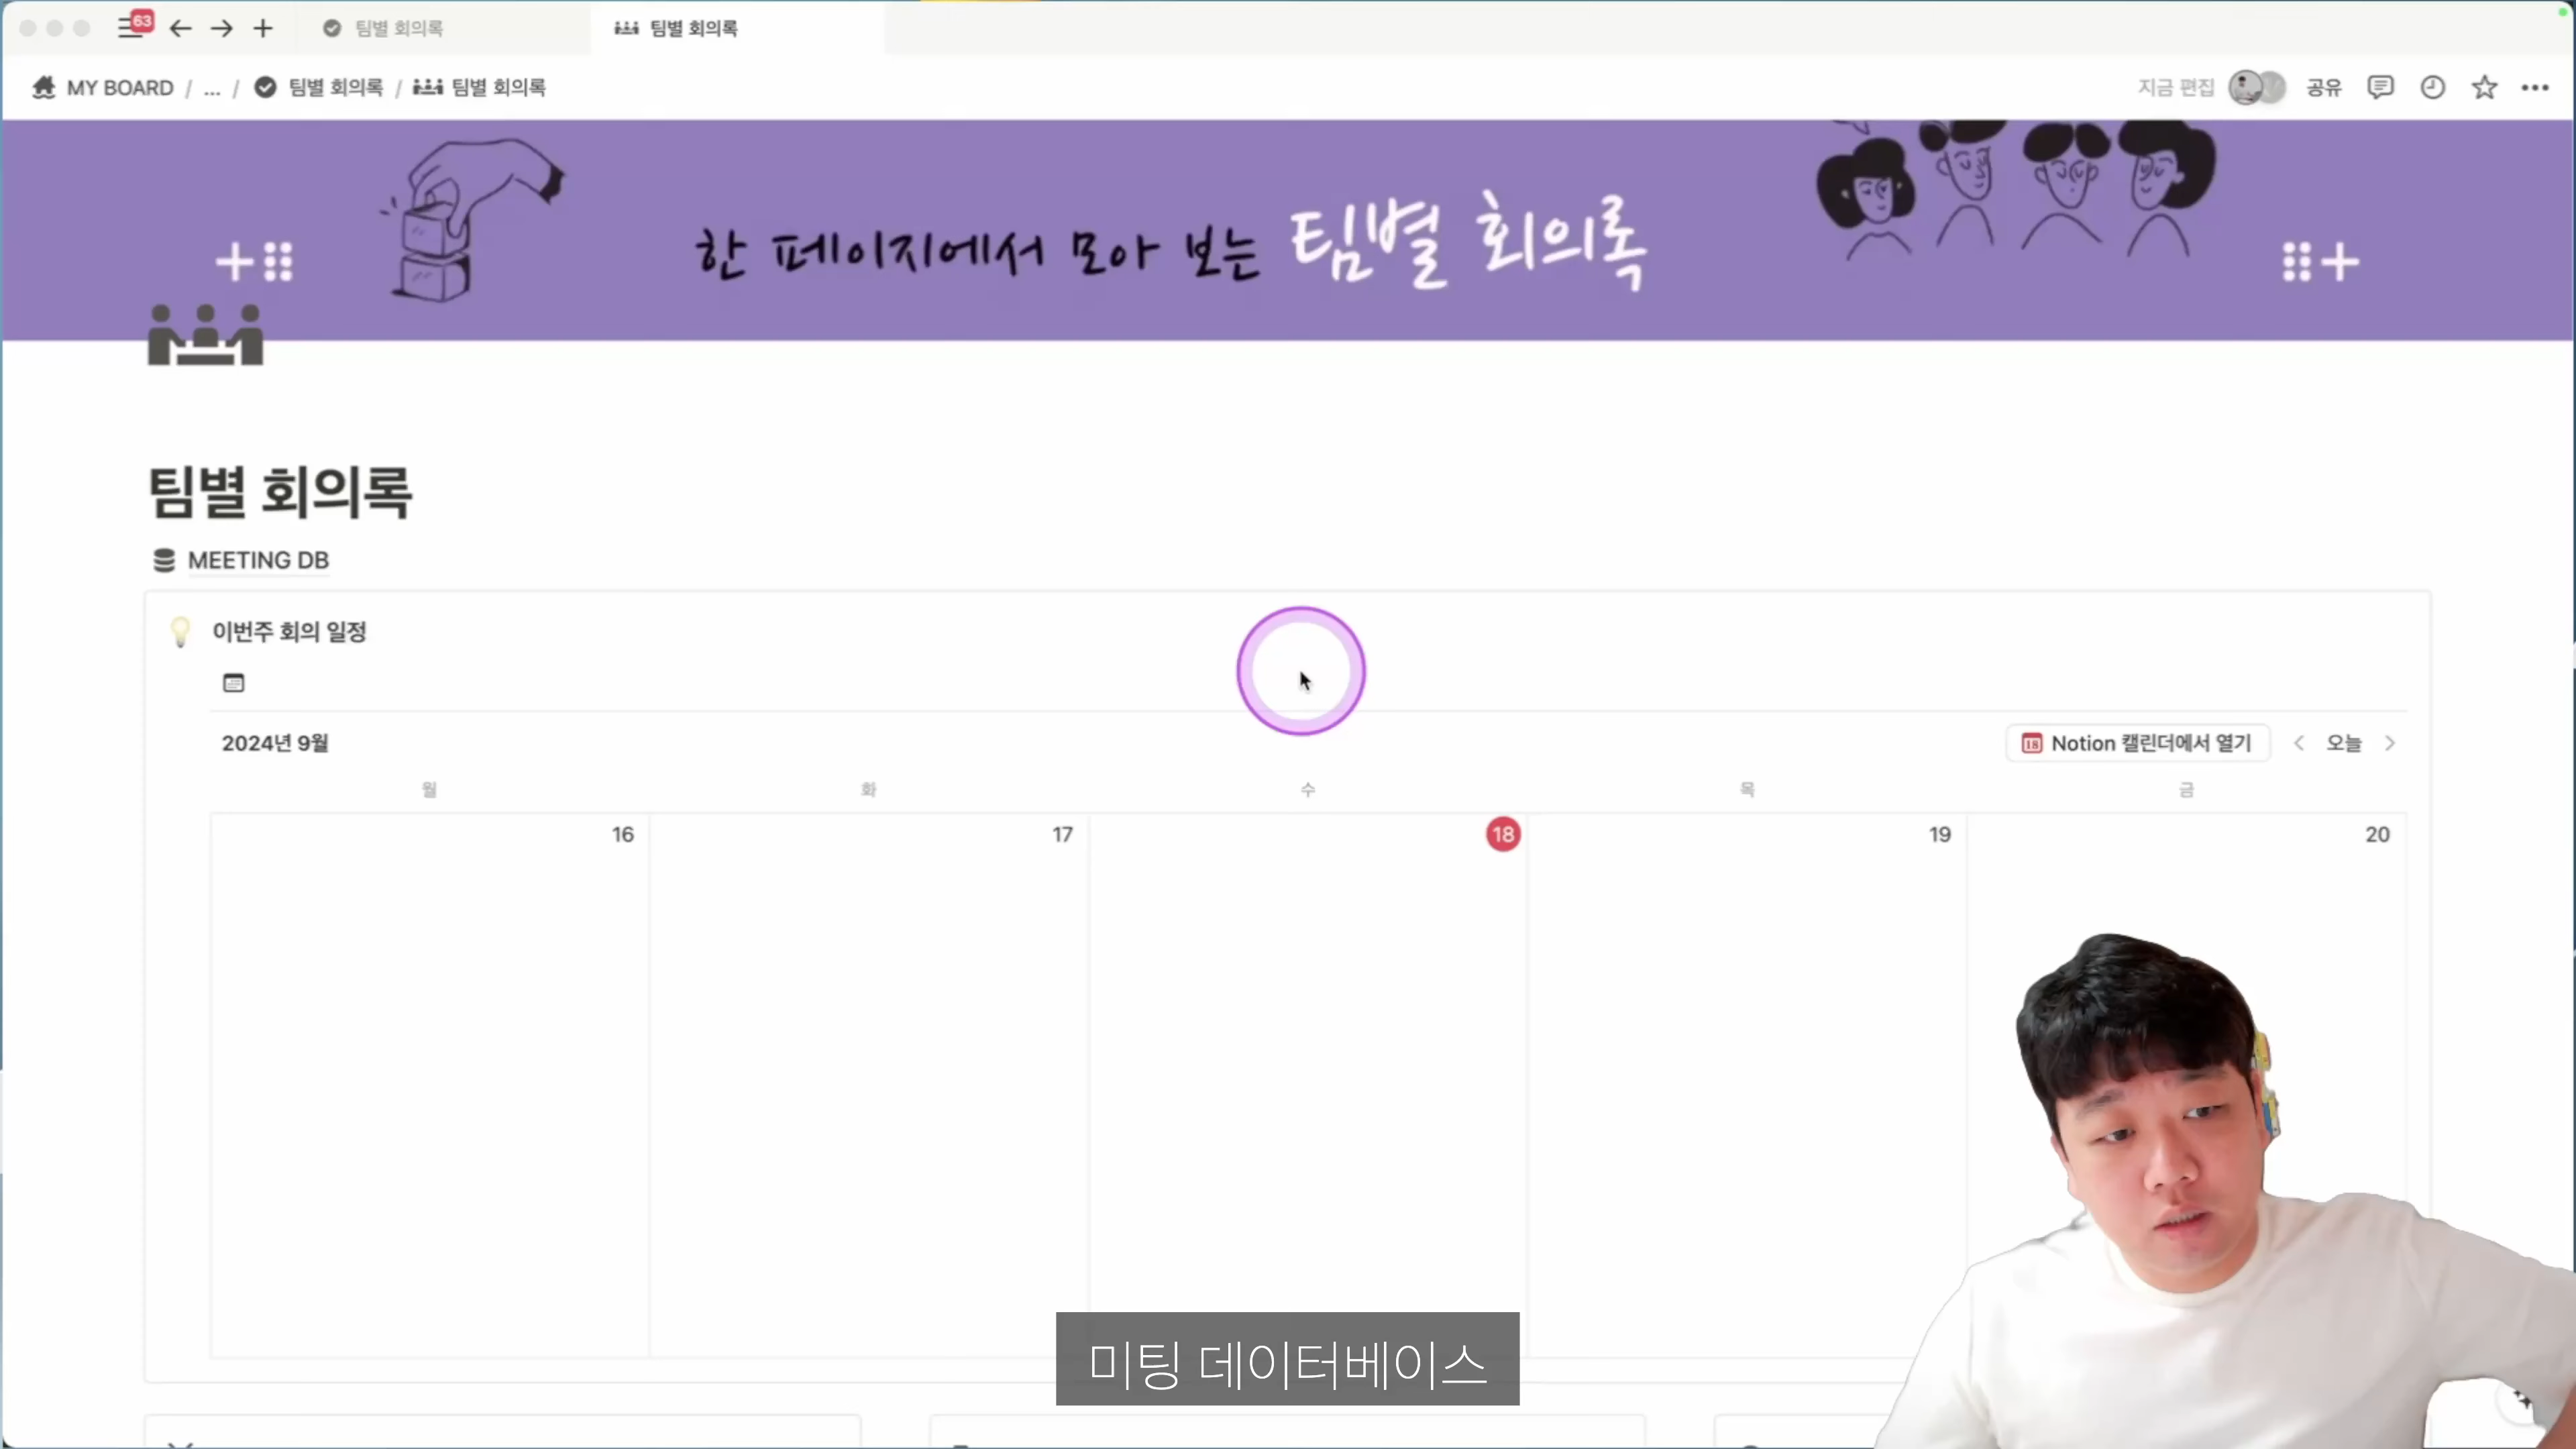 63
팀별 회의록
팀별 회의록
MY BOARD / ... / 팀별 회의록 / 팀별 회의록
지금 편집
공유
한 페이지에서 모아 보는 팀별 회의록
팀별 회의록
MEETING DB
이번주 회의 일정
2024년 9월
18 Notion 캘린더에서 열기
오늘
월 화 수 목 금
16 17 18 19 20
미팅 데이터베이스